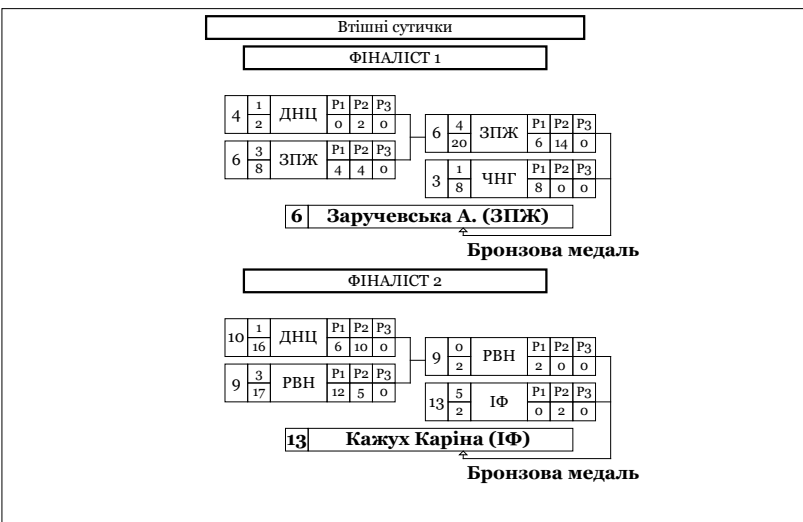 Втішні сутички
ФІНАЛІСТ 1
4 1 2 ДНЦ P1 P2 P3 0 2 0
6 3 8 ЗПЖ P1 P2 P3 4 4 0
6 4 20 ЗПЖ P1 P2 P3 6 14 0
3 1 8 ЧНГ P1 P2 P3 8 0 0
6 Заручевська А. (ЗПЖ)
Бронзова медаль
ФІНАЛІСТ 2
10 1 16 ДНЦ P1 P2 P3 6 10 0
9 3 17 РВН P1 P2 P3 12 5 0
9 0 2 РВН P1 P2 P3 2 0 0
13 5 2 ІФ P1 P2 P3 0 2 0
13 Кажух Каріна (ІФ)
Бронзова медаль